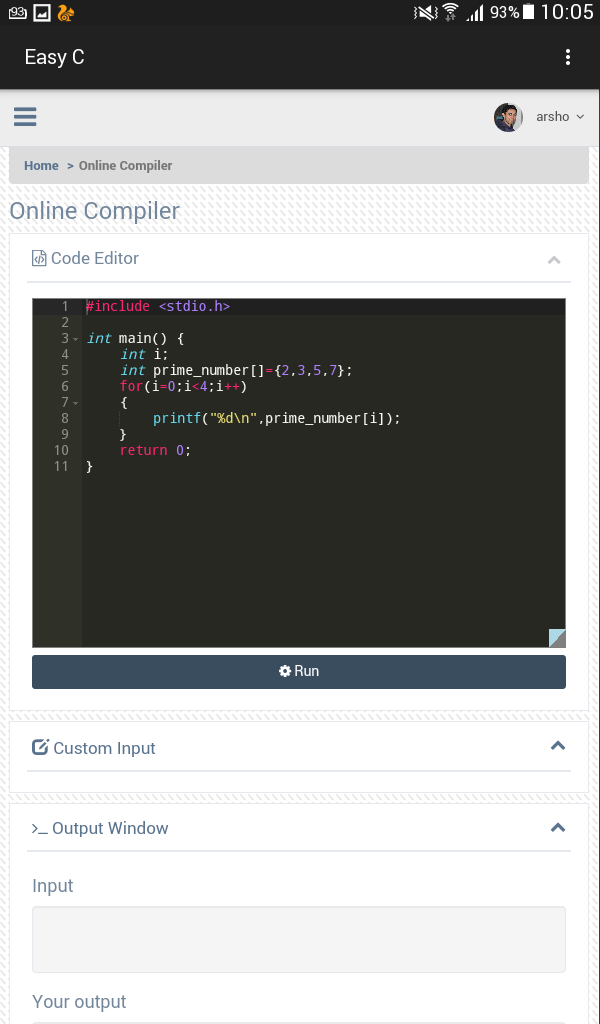 93 93% 10:05
Easy C
arsho
Home > Online Compiler
Online Compiler
Code Editor
1 #include <stdio.h>
2
3 int main() {
4 int i;
5 int prime_number[]={2,3,5,7};
6 for(i=0;i<4;i++)
7 {
8 printf("%d\n",prime_number[i]);
9 }
10 return 0;
11 }
Run
Custom Input
>_ Output Window
Input
Your output